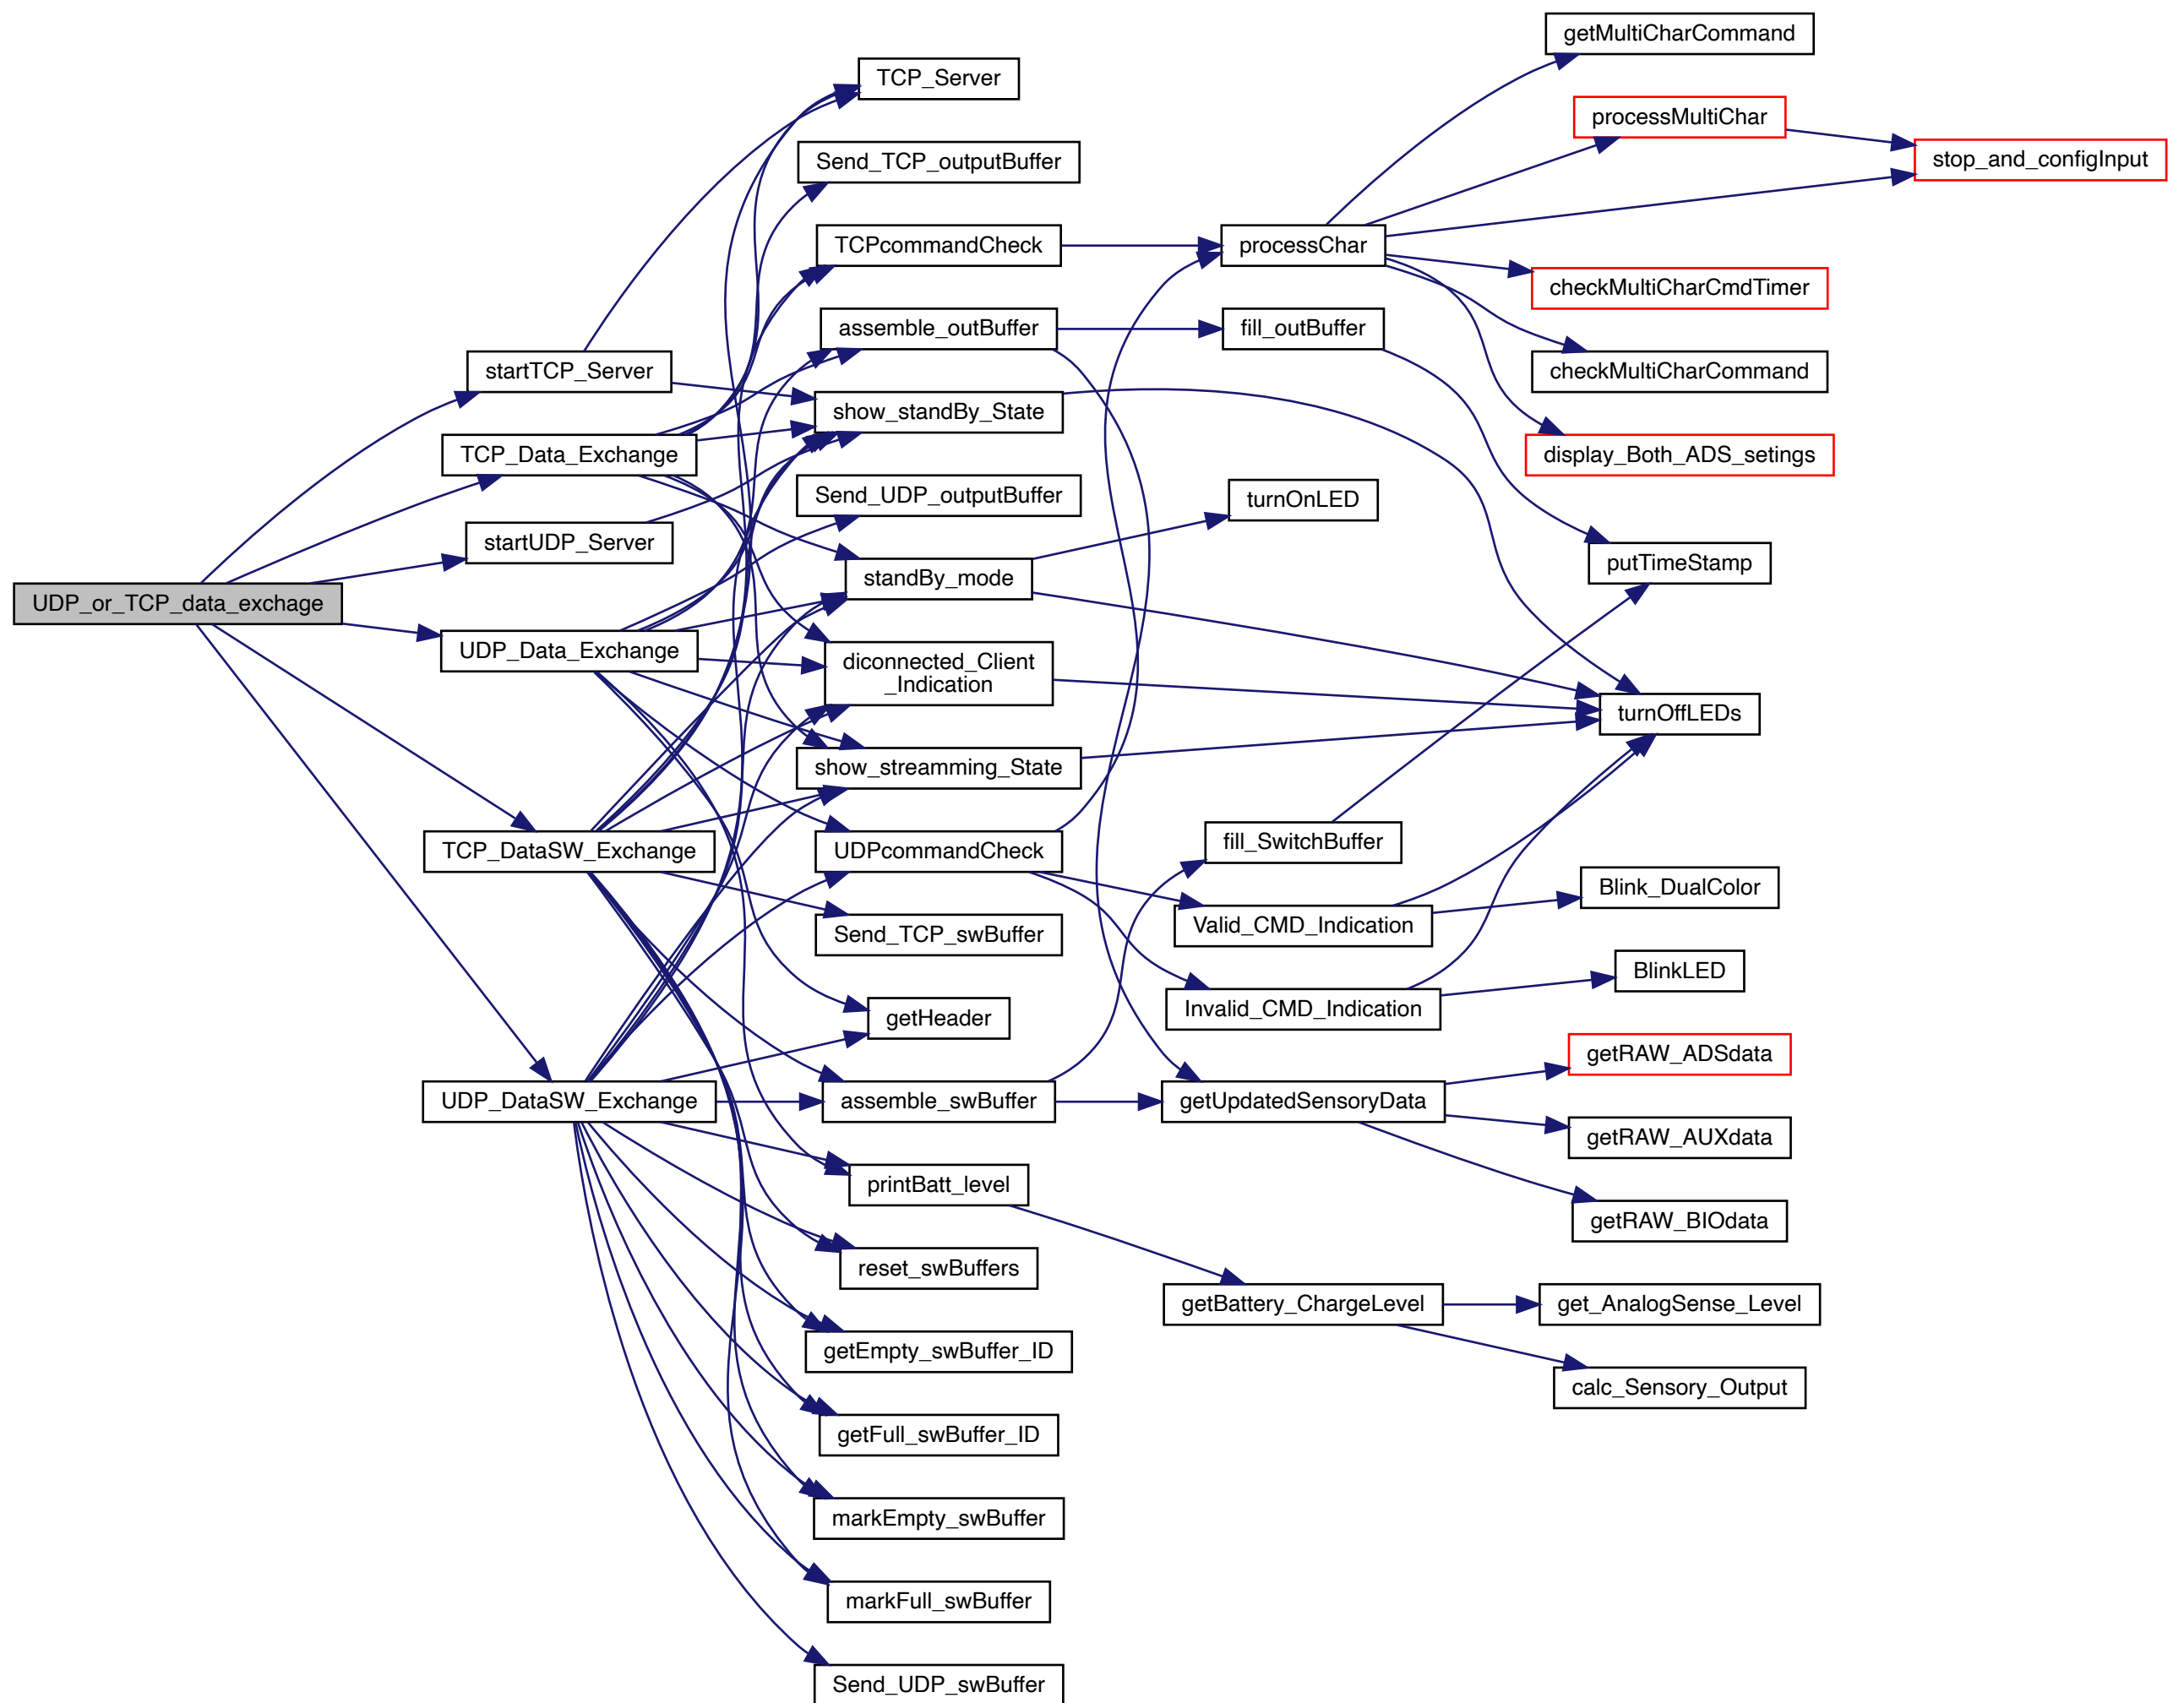 UDP_or_TCP_data_exchage
startTCP_Server
TCP_Data_Exchange
startUDP_Server
UDP_Data_Exchange
TCP_DataSW_Exchange
UDP_DataSW_Exchange
TCP_Server
Send_TCP_outputBuffer
TCPcommandCheck
assemble_outBuffer
show_standBy_State
Send_UDP_outputBuffer
standBy_mode
diconnected_Client
_Indication
show_streamming_State
UDPcommandCheck
Send_TCP_swBuffer
getHeader
assemble_swBuffer
printBatt_level
reset_swBuffers
getEmpty_swBuffer_ID
getFull_swBuffer_ID
markEmpty_swBuffer
markFull_swBuffer
Send_UDP_swBuffer
processChar
fill_outBuffer
turnOnLED
fill_SwitchBuffer
Valid_CMD_Indication
Invalid_CMD_Indication
getUpdatedSensoryData
getBattery_ChargeLevel
getMultiCharCommand
processMultiChar
checkMultiCharCmdTimer
checkMultiCharCommand
display_Both_ADS_setings
putTimeStamp
turnOffLEDs
Blink_DualColor
BlinkLED
getRAW_ADSdata
getRAW_AUXdata
getRAW_BIOdata
get_AnalogSense_Level
calc_Sensory_Output
stop_and_configInput